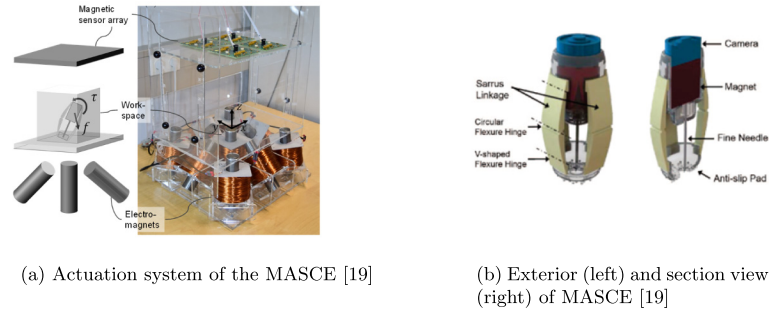 Magnetic
sensor array
τ
Work-
space
f
z
Electro-
magnets
Sarrus
Linkage
Circular
Flexure Hinge
V-shaped
Flexure Hinge
Camera
Magnet
Fine Needle
Anti-slip Pad
(a) Actuation system of the MASCE [19]
(b) Exterior (left) and section view
(right) of MASCE [19]